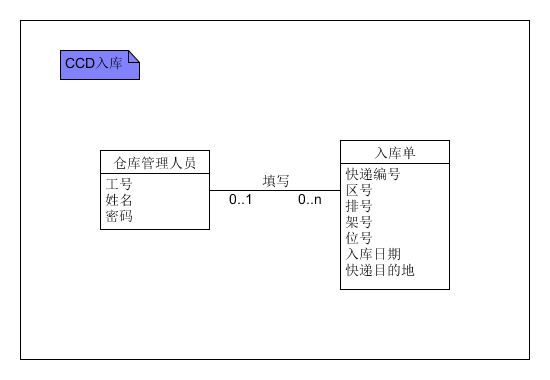 CCD入库
仓库管理人员
工号
姓名
密码
填写
0..1
0..n
入库单
快递编号
区号
排号
架号
位号
入库日期
快递目的地